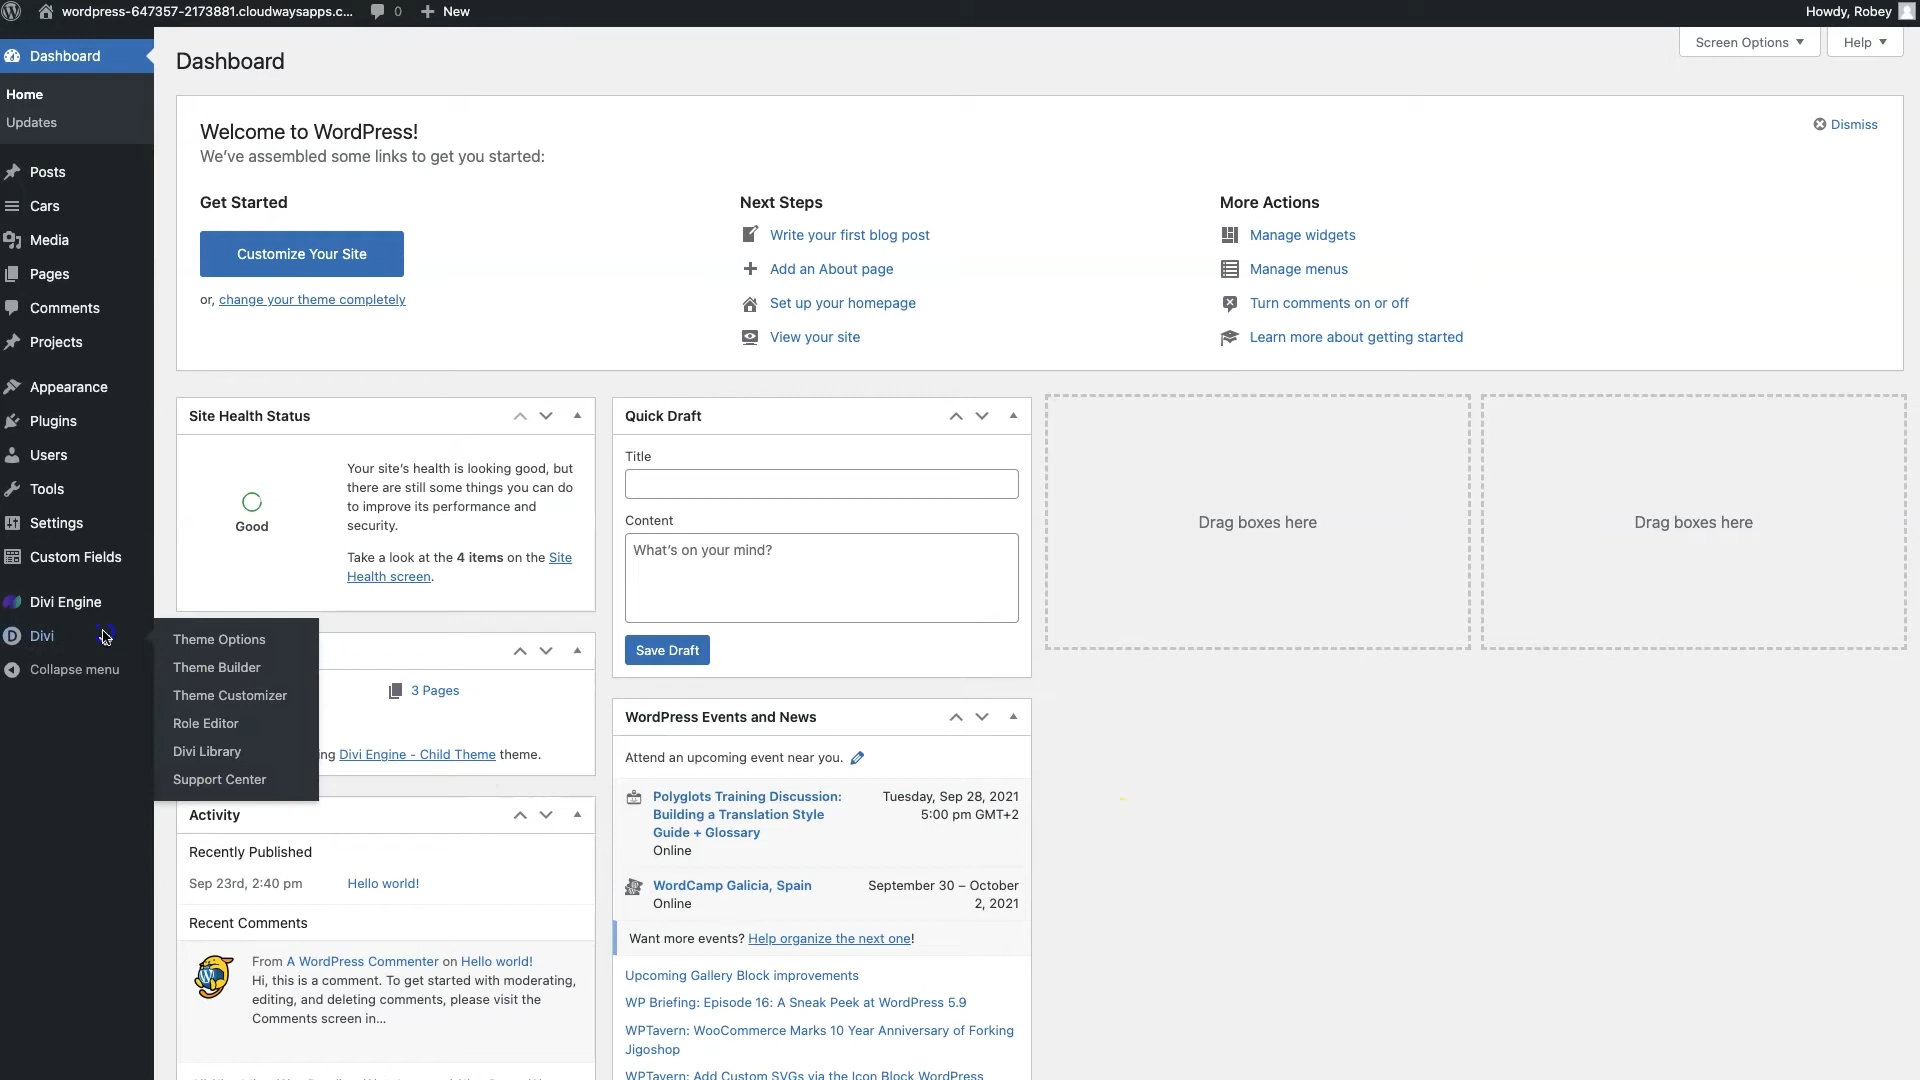 wordpress-647357-2173881.cloudwaysapps.c...
0
New
Howdy, Robey
Dashboard
Home
Updates
Posts
Cars
Media
Pages
Comments
Projects
Appearance
Plugins
Users
Tools
Settings
Custom Fields
Divi Engine
Divi
Collapse menu
Theme Options
Theme Builder
Theme Customizer
Role Editor
Divi Library
Support Center
Dashboard
Screen Options
Help
Welcome to WordPress!
We've assembled some links to get you started:
Dismiss
Get Started
Customize Your Site
or, change your theme completely
Next Steps
Write your first blog post
Add an About page
Set up your homepage
View your site
More Actions
Manage widgets
Manage menus
Turn comments on or off
Learn more about getting started
Site Health Status
Good
Your site's health is looking good, but
there are still some things you can do
to improve its performance and
security.
Take a look at the 4 items on the Site
Health screen.
3 Pages
ing Divi Engine - Child Theme theme.
Activity
Recently Published
Sep 23rd, 2:40 pm
Hello world!
Recent Comments
From A WordPress Commenter on Hello world!
Hi, this is a comment. To get started with moderating,
editing, and deleting comments, please visit the
Comments screen in...
Quick Draft
Title
Content
What's on your mind?
Save Draft
WordPress Events and News
Attend an upcoming event near you.
Polyglots Training Discussion:
Building a Translation Style
Guide + Glossary
Online
Tuesday, Sep 28, 2021
5:00 pm GMT+2
WordCamp Galicia, Spain
Online
September 30 – October
2, 2021
Want more events? Help organize the next one!
Upcoming Gallery Block improvements
WP Briefing: Episode 16: A Sneak Peek at WordPress 5.9
WPTavern: WooCommerce Marks 10 Year Anniversary of Forking
Jigoshop
WPTavern: Add Custom SVGs via the Icon Block WordPress
Drag boxes here
Drag boxes here